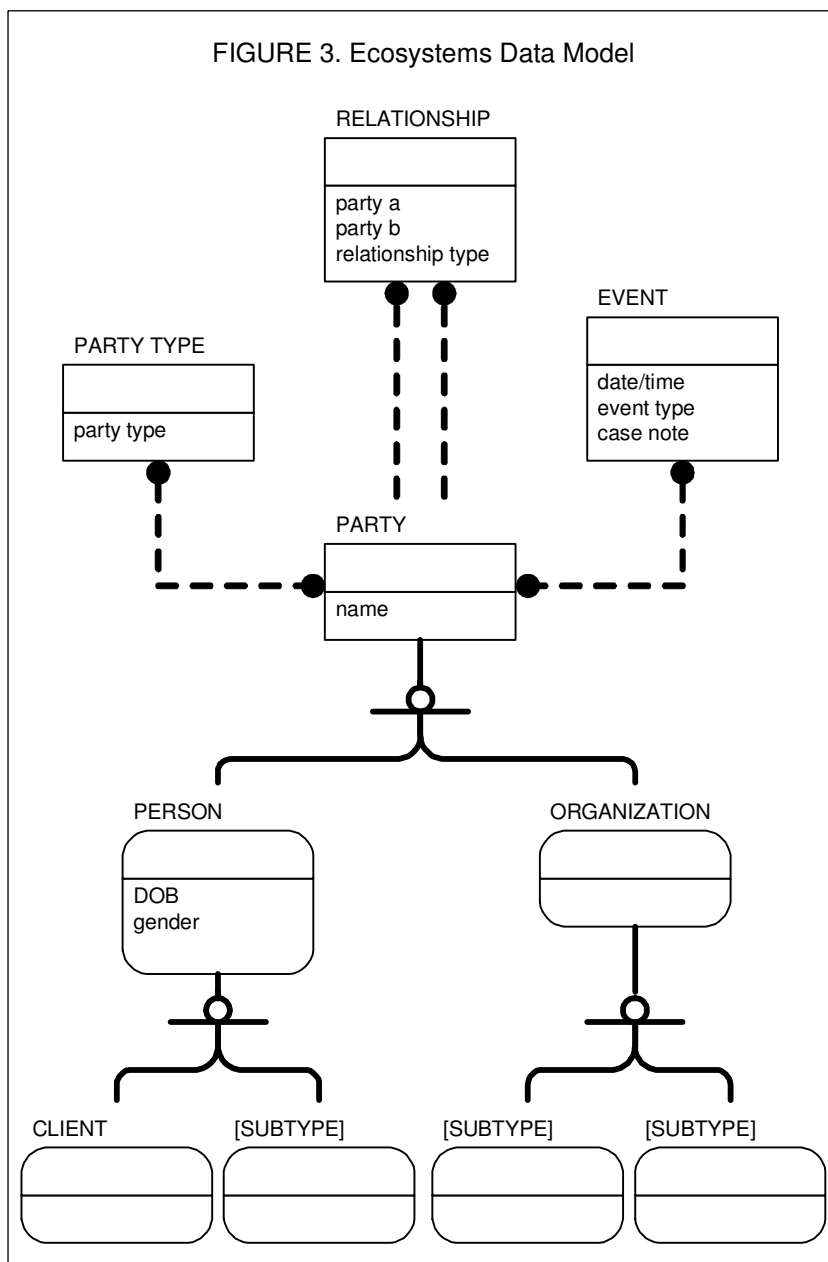 FIGURE 3. Ecosystems Data Model
RELATIONSHIP
party a
party b
relationship type
EVENT
date/time
event type
case note
PARTY TYPE
party type
PARTY
name
PERSON
DOB
gender
ORGANIZATION
CLIENT
[SUBTYPE]
[SUBTYPE]
[SUBTYPE]